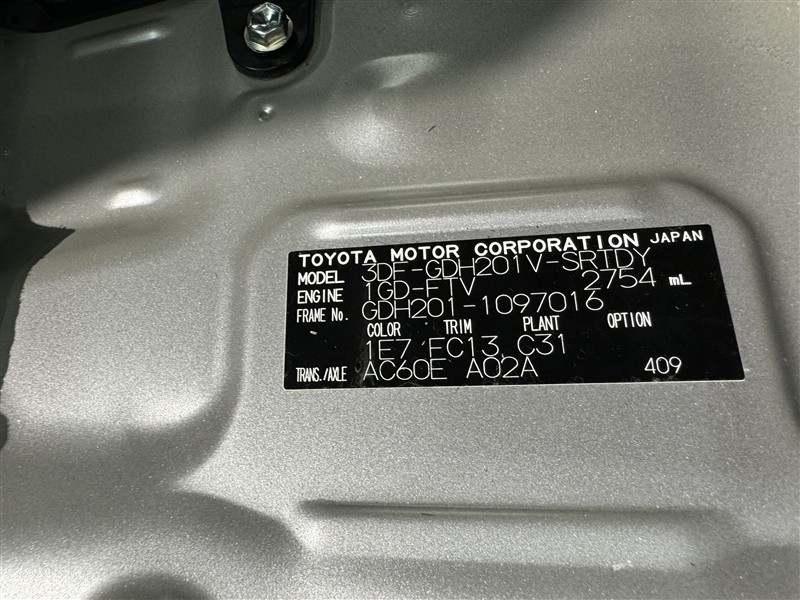 TOYOTA MOTOR CORPORATION JAPAN
MODEL 3DF-GDH201V-SRTDY
ENGINE 1GD-FTV 2754 mL
FRAME No. GDH201-1097016
COLOR TRIM PLANT OPTION
1E7 FC13 C31
TRANS./AXLE AC60E A02A 409